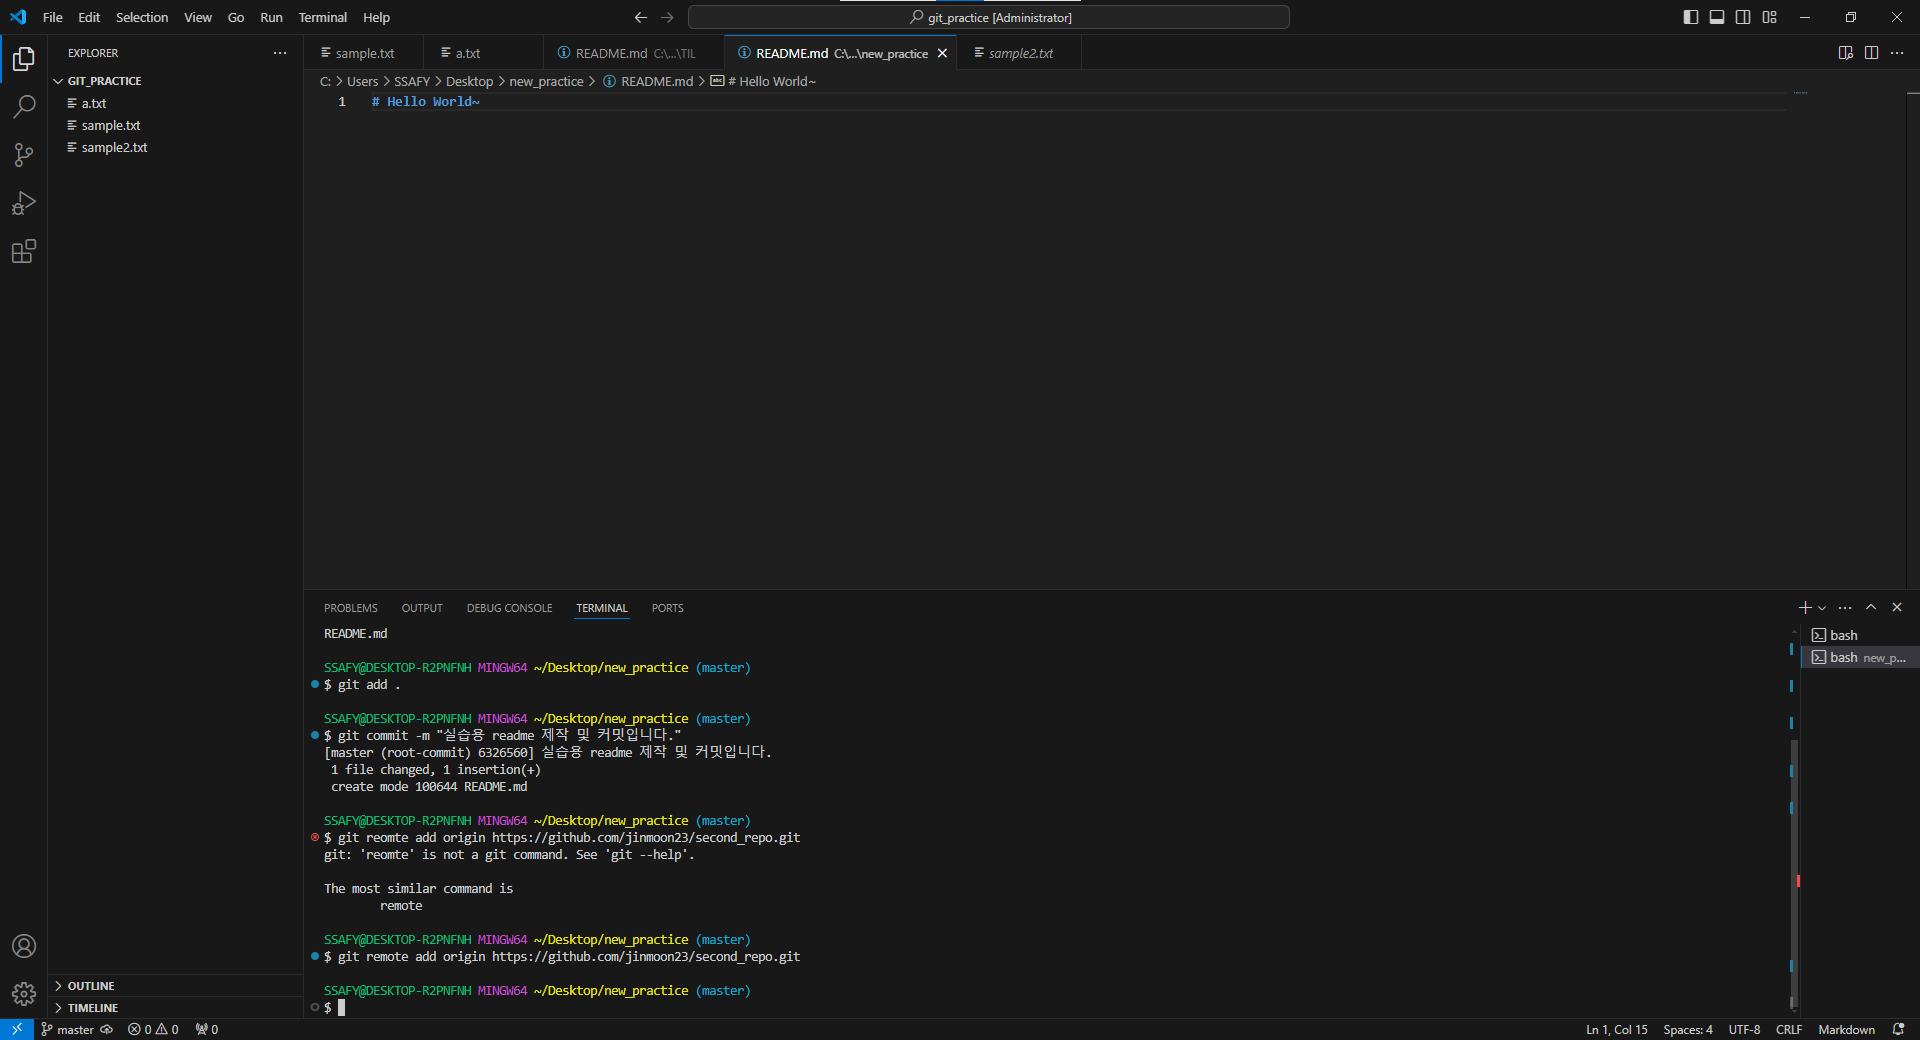 File Edit Selection View Go Run Terminal Help
git_practice [Administrator]
EXPLORER
GIT_PRACTICE
a.txt
sample.txt
sample2.txt
OUTLINE
TIMELINE
sample.txt
a.txt
README.md C:\...\TIL
README.md C:\...\new_practice
sample2.txt
C: > Users > SSAFY > Desktop > new_practice > README.md > # Hello World~
1 # Hello World~
PROBLEMS OUTPUT DEBUG CONSOLE TERMINAL PORTS
README.md
SSAFY@DESKTOP-R2PNFNH MINGW64 ~/Desktop/new_practice (master)
$ git add .
SSAFY@DESKTOP-R2PNFNH MINGW64 ~/Desktop/new_practice (master)
$ git commit -m "실습용 readme 제작 및 커밋입니다."
[master (root-commit) 6326560] 실습용 readme 제작 및 커밋입니다.
1 file changed, 1 insertion(+)
create mode 100644 README.md
SSAFY@DESKTOP-R2PNFNH MINGW64 ~/Desktop/new_practice (master)
$ git reomte add origin https://github.com/jinmoon23/second_repo.git
git: 'reomte' is not a git command. See 'git --help'.
The most similar command is
remote
SSAFY@DESKTOP-R2PNFNH MINGW64 ~/Desktop/new_practice (master)
$ git remote add origin https://github.com/jinmoon23/second_repo.git
SSAFY@DESKTOP-R2PNFNH MINGW64 ~/Desktop/new_practice (master)
$
bash
bash new_p...
master 0 0 0
Ln 1, Col 15 Spaces: 4 UTF-8 CRLF Markdown